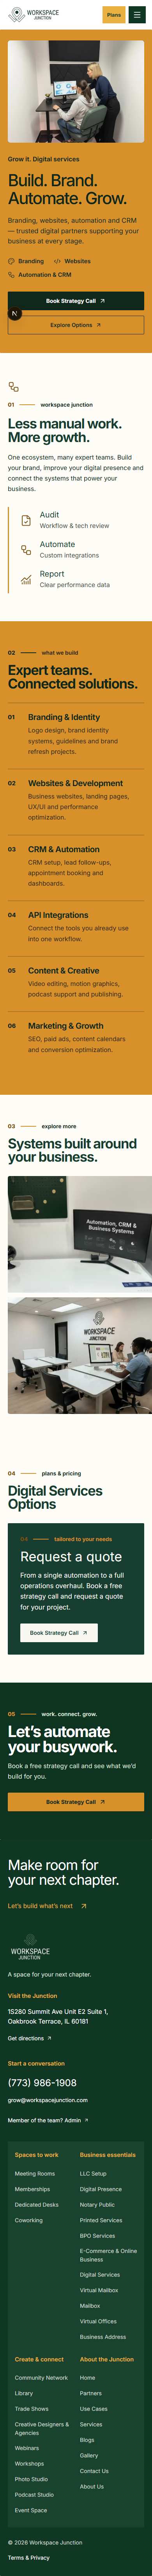 WORKSPACE
JUNCTION
Plans
Grow it. Digital services
Build. Brand.
Automate. Grow.
Branding, websites, automation and CRM
— trusted digital partners supporting your
business at every stage.
Branding
Websites
Automation & CRM
Book Strategy Call
N
Explore Options
01 workspace junction
Less manual work.
More growth.
One ecosystem, many expert teams. Build
your brand, improve your digital presence and
connect the systems that power your
business.
Audit
Workflow & tech review
Automate
Custom integrations
Report
Clear performance data
02 what we build
Expert teams.
Connected solutions.
01 Branding & Identity
Logo design, brand identity
systems, guidelines and brand
refresh projects.
02 Websites & Development
Business websites, landing pages,
UX/UI and performance
optimization.
03 CRM & Automation
CRM setup, lead follow-ups,
appointment booking and
dashboards.
04 API Integrations
Connect the tools you already use
into one workflow.
05 Content & Creative
Video editing, motion graphics,
podcast support and publishing.
06 Marketing & Growth
SEO, paid ads, content calendars
and conversion optimization.
03 explore more
Systems built around
your business.
Automation, CRM &
Business Systems
WORKSPACE
JUNCTION
04 plans & pricing
Digital Services
Options
04 tailored to your needs
Request a quote
From a single automation to a full
operations overhaul. Book a free
strategy call and request a quote
for your project.
Book Strategy Call
05 work. connect. grow.
Let's automate
your busywork.
Book a free strategy call and see what we'd
build for you.
Book Strategy Call
Make room for
your next chapter.
Let's build what's next
WORKSPACE
JUNCTION
A space for your next chapter.
Visit the Junction
1S280 Summit Ave Unit E2 Suite 1,
Oakbrook Terrace, IL 60181
Get directions
Start a conversation
(773) 986-1908
grow@workspacejunction.com
Member of the team? Admin
Spaces to work
Meeting Rooms
Memberships
Dedicated Desks
Coworking
Business essentials
LLC Setup
Digital Presence
Notary Public
Printed Services
BPO Services
E-Commerce & Online
Business
Digital Services
Virtual Mailbox
Mailbox
Virtual Offices
Business Address
Create & connect
Community Network
Library
Trade Shows
Creative Designers &
Agencies
Webinars
Workshops
Photo Studio
Podcast Studio
Event Space
About the Junction
Home
Partners
Use Cases
Services
Blogs
Gallery
Contact Us
About Us
© 2026 Workspace Junction
Terms & Privacy